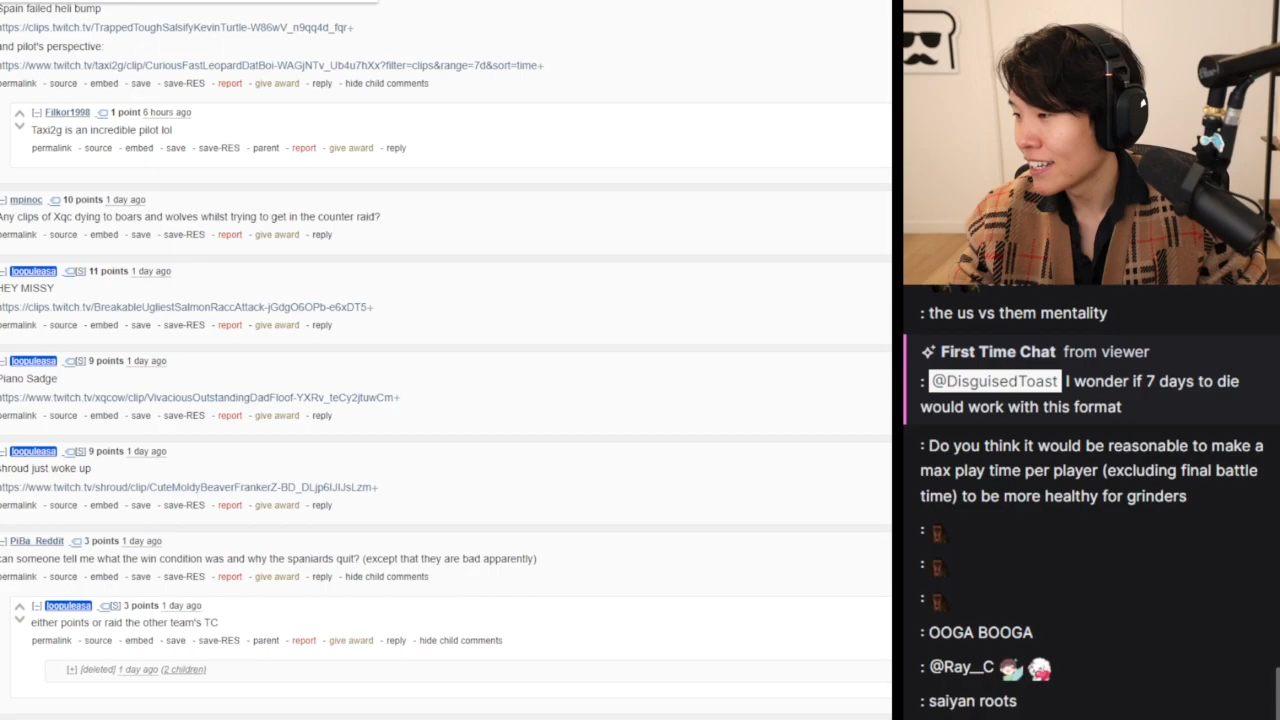 Spain failed heli bump
https://clips.twitch.tv/TrappedToughSalsifyKevinTurtle-W86wV_n9qq4d_fqr+
and pilot's perspective:
https://www.twitch.tv/taxi2g/clip/CuriousFastLeopardDatBoi-WAGjNTv_Ub4u7hXx?filter=clips&range=7d&sort=time+
permalink - source - embed - save - save-RES - report - give award - reply - hide child comments
[–] Filkor1998 1 point 6 hours ago
Taxi2g is an incredible pilot lol
permalink - source - embed - save - save-RES - parent - report - give award - reply
–] mpinoc 10 points 1 day ago
Any clips of Xqc dying to boars and wolves whilst trying to get in the counter raid?
permalink - source - embed - save - save-RES - report - give award - reply
–] loopuleasa [S] 11 points 1 day ago
HEY MISSY
https://clips.twitch.tv/BreakableUgliestSalmonRaccAttack-jGdgO6OPb-e6xDT5+
permalink - source - embed - save - save-RES - report - give award - reply
–] loopuleasa [S] 9 points 1 day ago
Piano Sadge
https://www.twitch.tv/xqcow/clip/VivaciousOutstandingDadFloof-YXRv_teCy2jtuwCm+
permalink - source - embed - save - save-RES - report - give award - reply
–] loopuleasa [S] 9 points 1 day ago
shroud just woke up
https://www.twitch.tv/shroud/clip/CuteMoldyBeaverFrankerZ-BD_DLjp6IJIJsLzm+
permalink - source - embed - save - save-RES - report - give award - reply
–] PiBa_Reddit 3 points 1 day ago
can someone tell me what the win condition was and why the spaniards quit? (except that they are bad apparently)
permalink - source - embed - save - save-RES - report - give award - reply - hide child comments
[–] loopuleasa [S] 3 points 1 day ago
either points or raid the other team's TC
permalink - source - embed - save - save-RES - parent - report - give award - reply - hide child comments
[+] [deleted] 1 day ago (2 children)
: the us vs them mentality
First Time Chat from viewer
: @DisguisedToast I wonder if 7 days to die
would work with this format
: Do you think it would be reasonable to make a
max play time per player (excluding final battle
time) to be more healthy for grinders
:
:
:
: OOGA BOOGA
: @Ray__C
: saiyan roots